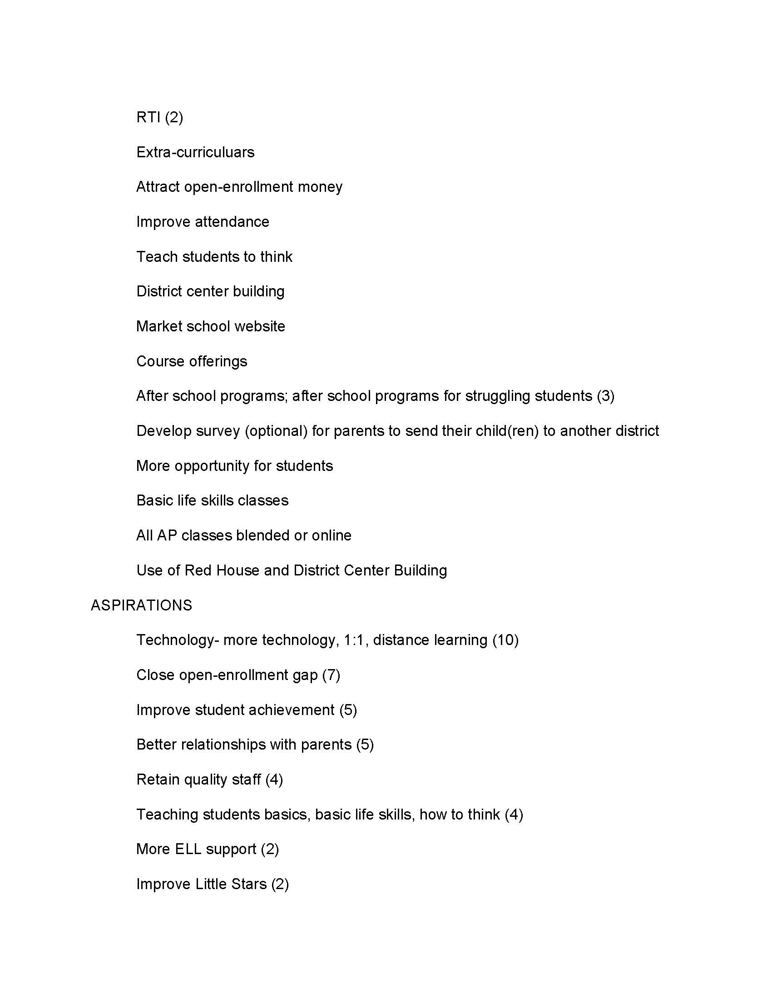 RTI (2)
Extra-curriculuars
Attract open-enrollment money
Improve attendance
Teach students to think
District center building
Market school website
Course offerings
After school programs; after school programs for struggling students (3)
Develop survey (optional) for parents to send their child(ren) to another district
More opportunity for students
Basic life skills classes
All AP classes blended or online
Use of Red House and District Center Building
ASPIRATIONS
Technology- more technology, 1:1, distance learning (10)
Close open-enrollment gap (7)
Improve student achievement (5)
Better relationships with parents (5)
Retain quality staff (4)
Teaching students basics, basic life skills, how to think (4)
More ELL support (2)
Improve Little Stars (2)